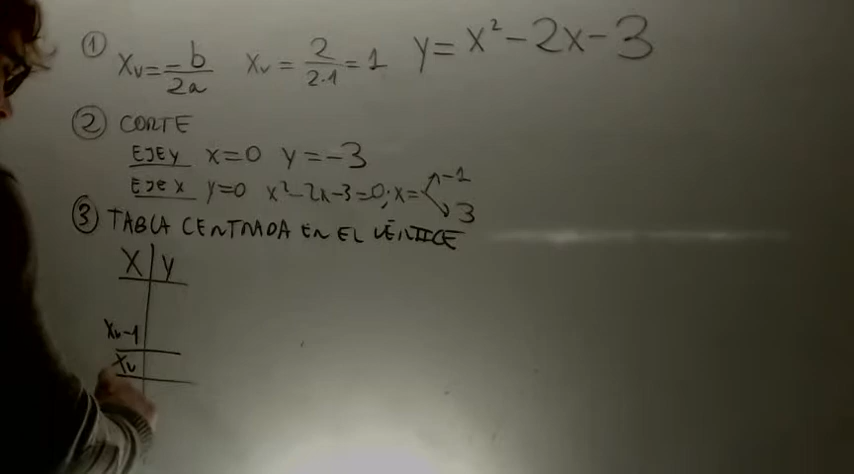 ① Xv = -b/2a Xv = 2/2·1 = 1 y = x² - 2x - 3
② CORTE
EJE Y x=0 y=-3
EJE X y=0 x²-2x-3=0; x= -1
3
③ TABLA CENTRADA EN EL VÉRTICE
X y
Xv-1
Xv